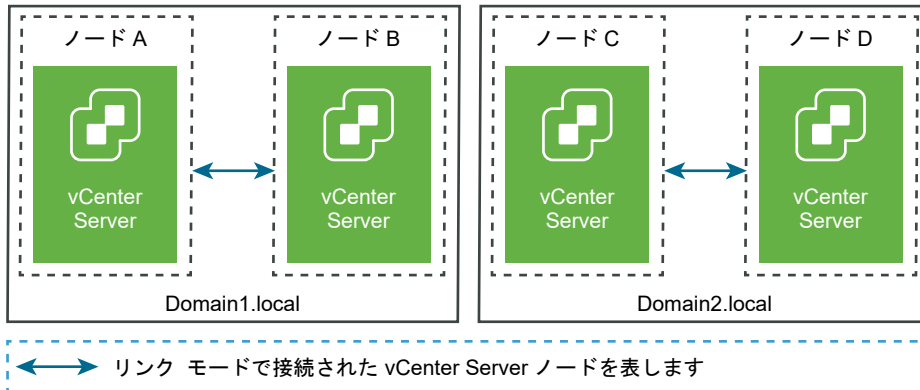 ノード A
ノード B
ノード C
ノード D
vCenter
Server
vCenter
Server
vCenter
Server
vCenter
Server
Domain1.local
Domain2.local
リンク モードで接続された vCenter Server ノードを表します